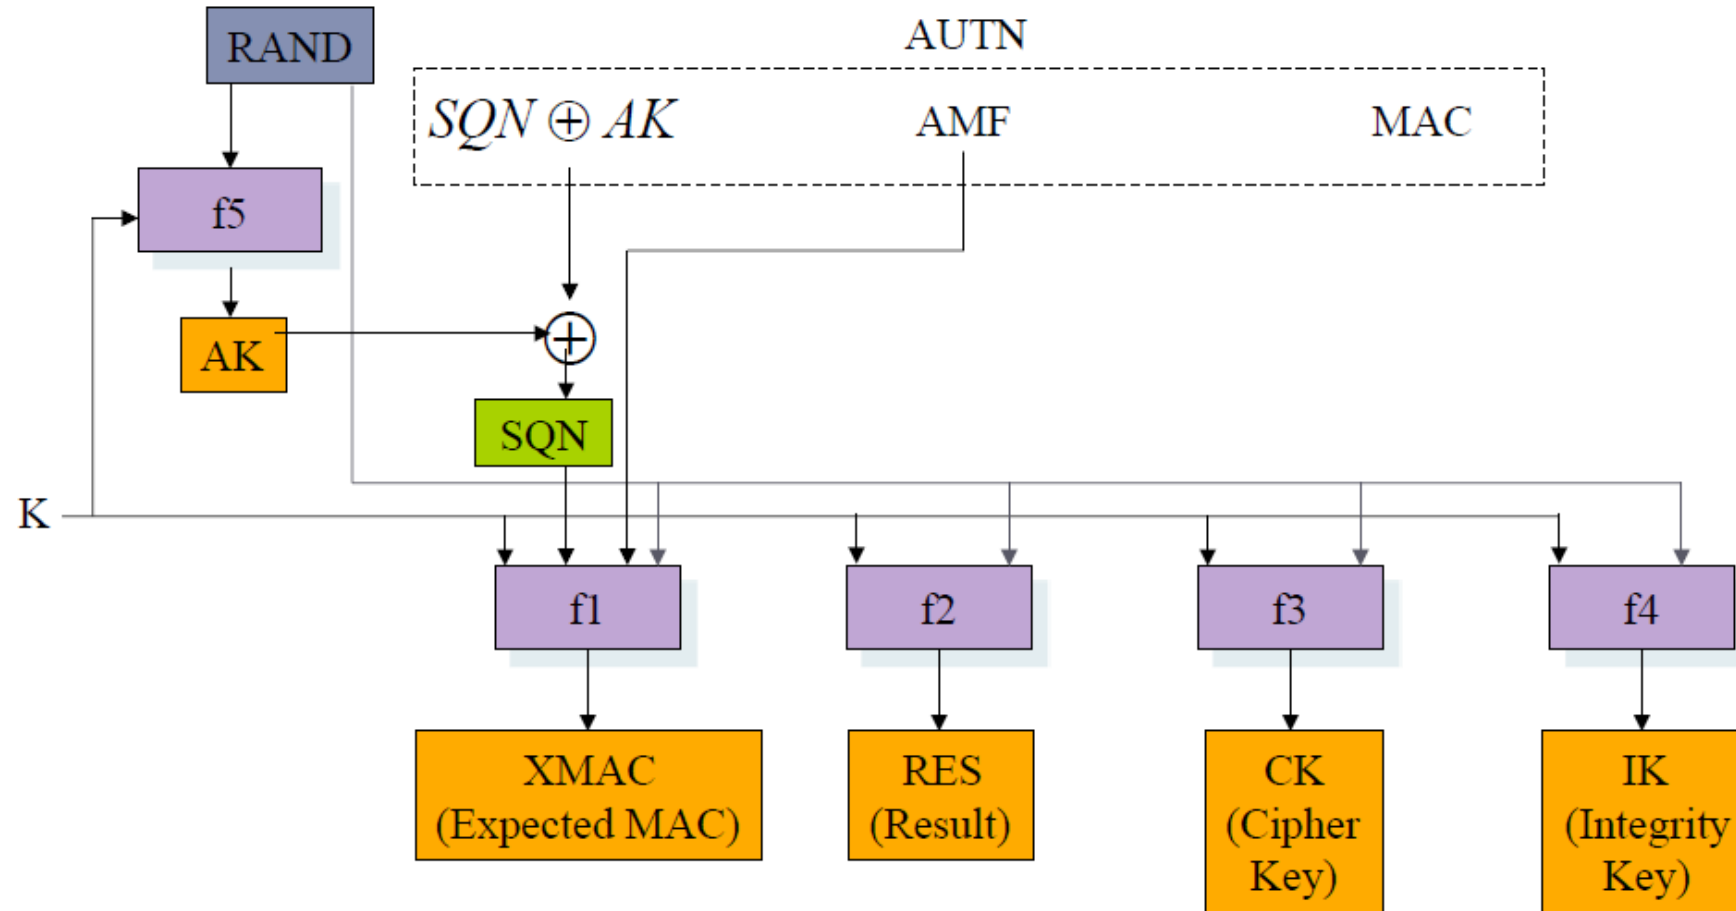 RAND
AUTN
SQN ⊕ AK
AMF
MAC
f5
AK
SQN
K
f1
f2
f3
f4
XMAC
(Expected MAC)
RES
(Result)
CK
(Cipher
Key)
IK
(Integrity
Key)